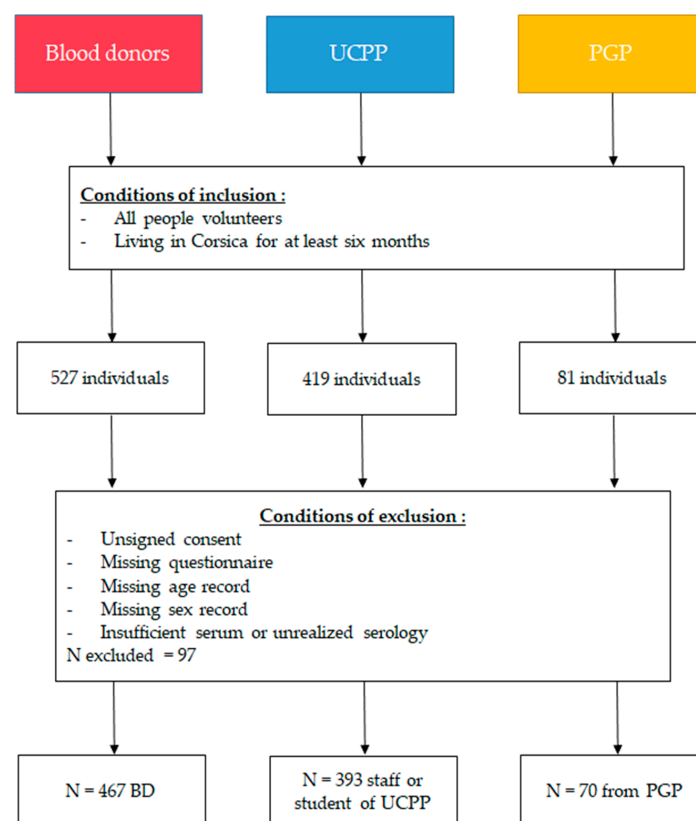 Blood donors
UCPP
PGP
Conditions of inclusion :
- All people volunteers
- Living in Corsica for at least six months
527 individuals
419 individuals
81 individuals
Conditions of exclusion :
- Unsigned consent
- Missing questionnaire
- Missing age record
- Missing sex record
- Insufficient serum or unrealized serology
N excluded = 97
N = 467 BD
N = 393 staff or
student of UCPP
N = 70 from PGP